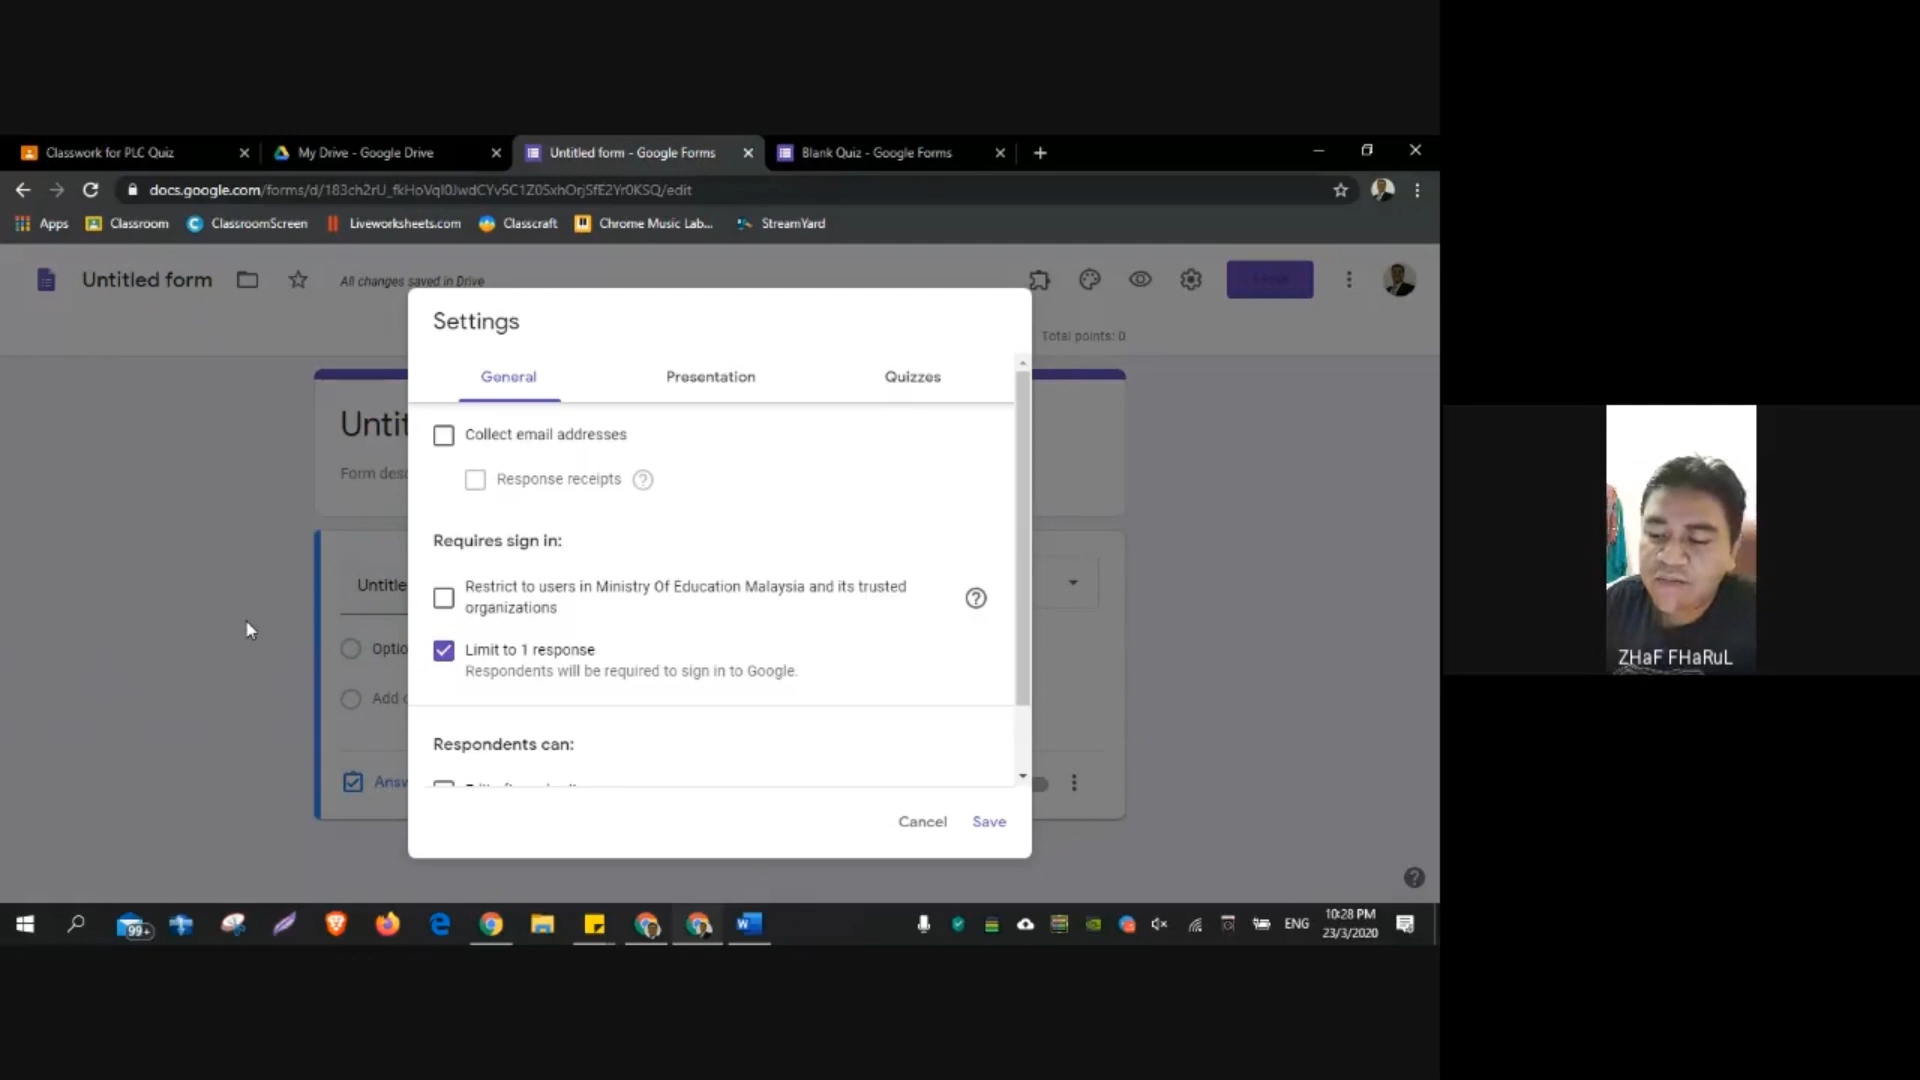 Classwork for PLC Quiz
My Drive - Google Drive
Untitled form - Google Forms
Blank Quiz - Google Forms
docs.google.com/forms/d/183ch2rU_fkHoVqI0JwdCYv5C1Z0SxhOrjSfE2Yr0KSQ/edit
Apps
Classroom
ClassroomScreen
Liveworksheets.com
Classcraft
Chrome Music Lab...
StreamYard
Untitled form
All changes saved in Drive
Total points: 0
Settings
General
Presentation
Quizzes
Untit
Form desc
Collect email addresses
Response receipts
Requires sign in:
Restrict to users in Ministry Of Education Malaysia and its trusted
organizations
Untitle
Limit to 1 response
Respondents will be required to sign in to Google.
Optio
Add o
Respondents can:
Answ
Cancel
Save
ZHaF FHaRuL
99+
ENG
10:28 PM
23/3/2020